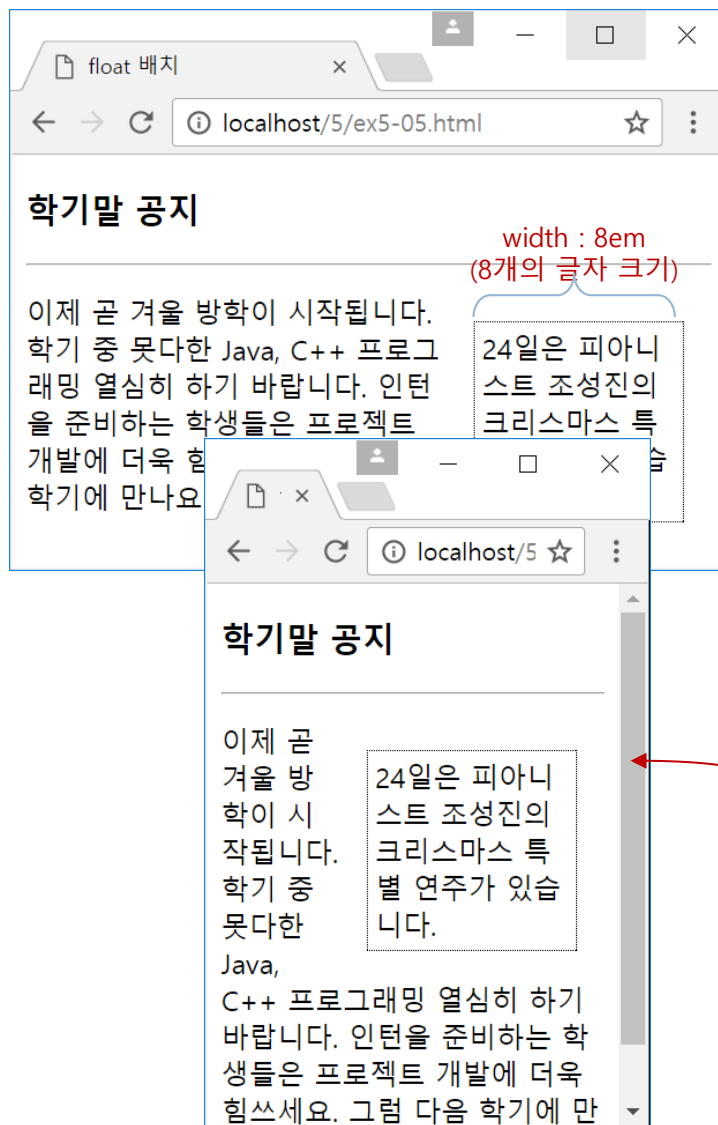 float 배치
localhost/5/ex5-05.html
학기말 공지
width : 8em
(8개의 글자 크기)
이제 곧 겨울 방학이 시작됩니다.
학기 중 못다한 Java, C++ 프로그
래밍 열심히 하기 바랍니다. 인턴
을 준비하는 학생들은 프로젝트
개발에 더욱 힘
학기에 만나요
24일은 피아니
스트 조성진의
크리스마스 특
습
localhost/5
학기말 공지
이제 곧
겨울 방
학이 시
작됩니다.
학기 중
못다한
Java,
C++ 프로그래밍 열심히 하기
바랍니다. 인턴을 준비하는 학
생들은 프로젝트 개발에 더욱
힘쓰세요. 그럼 다음 학기에 만
24일은 피아니
스트 조성진의
크리스마스 특
별 연주가 있습
니다.